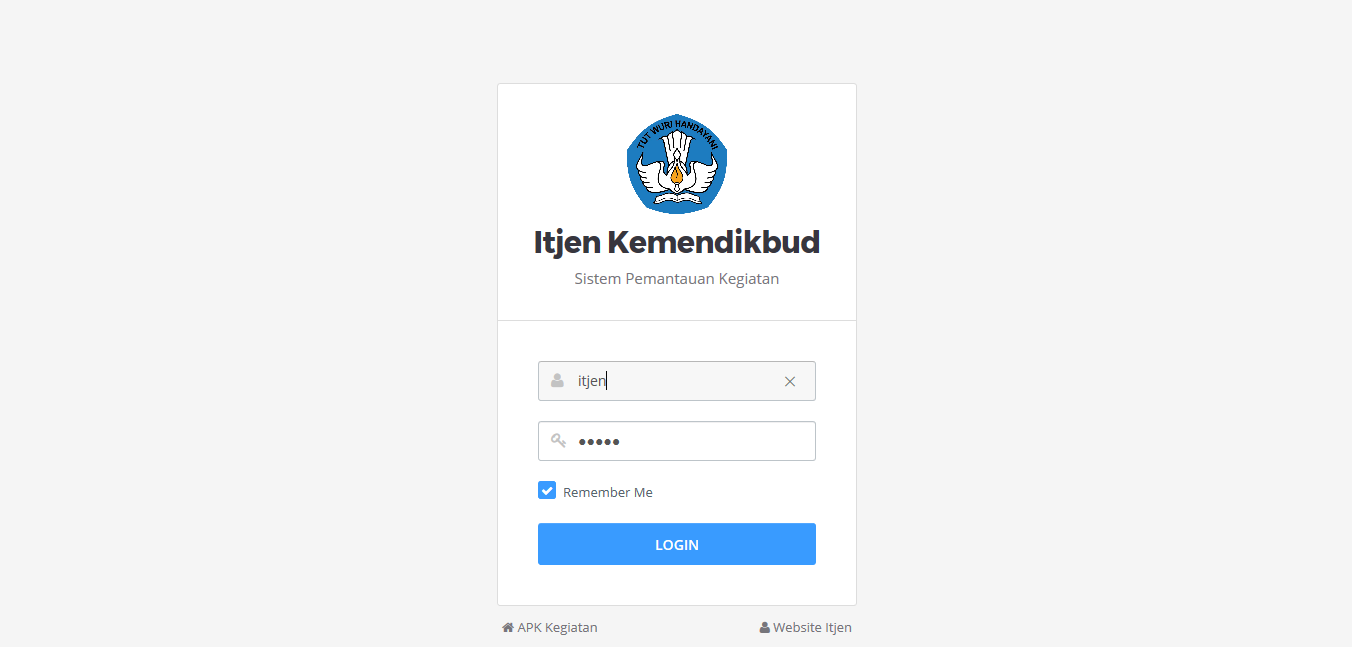 TUT WURI HANDAYANI
Itjen Kemendikbud
Sistem Pemantauan Kegiatan
itjen
●●●●●
Remember Me
LOGIN
APK Kegiatan
Website Itjen